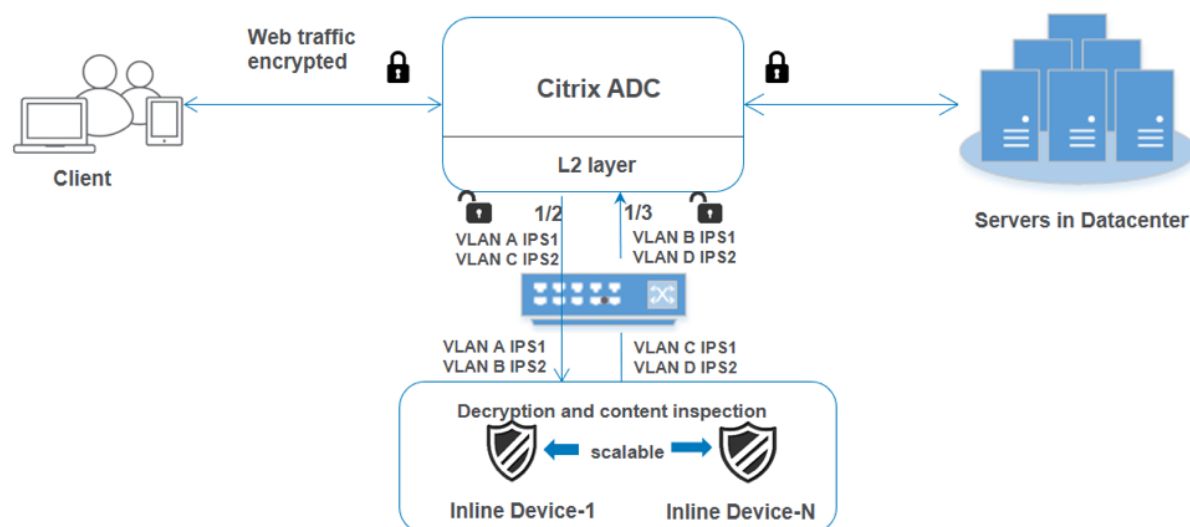 Web traffic
encrypted
Citrix ADC
L2 layer
Client
Servers in Datacenter
1/2
1/3
VLAN A IPS1
VLAN C IPS2
VLAN B IPS1
VLAN D IPS2
VLAN A IPS1
VLAN B IPS2
VLAN C IPS1
VLAN D IPS2
Decryption and content inspection
scalable
Inline Device-1
Inline Device-N